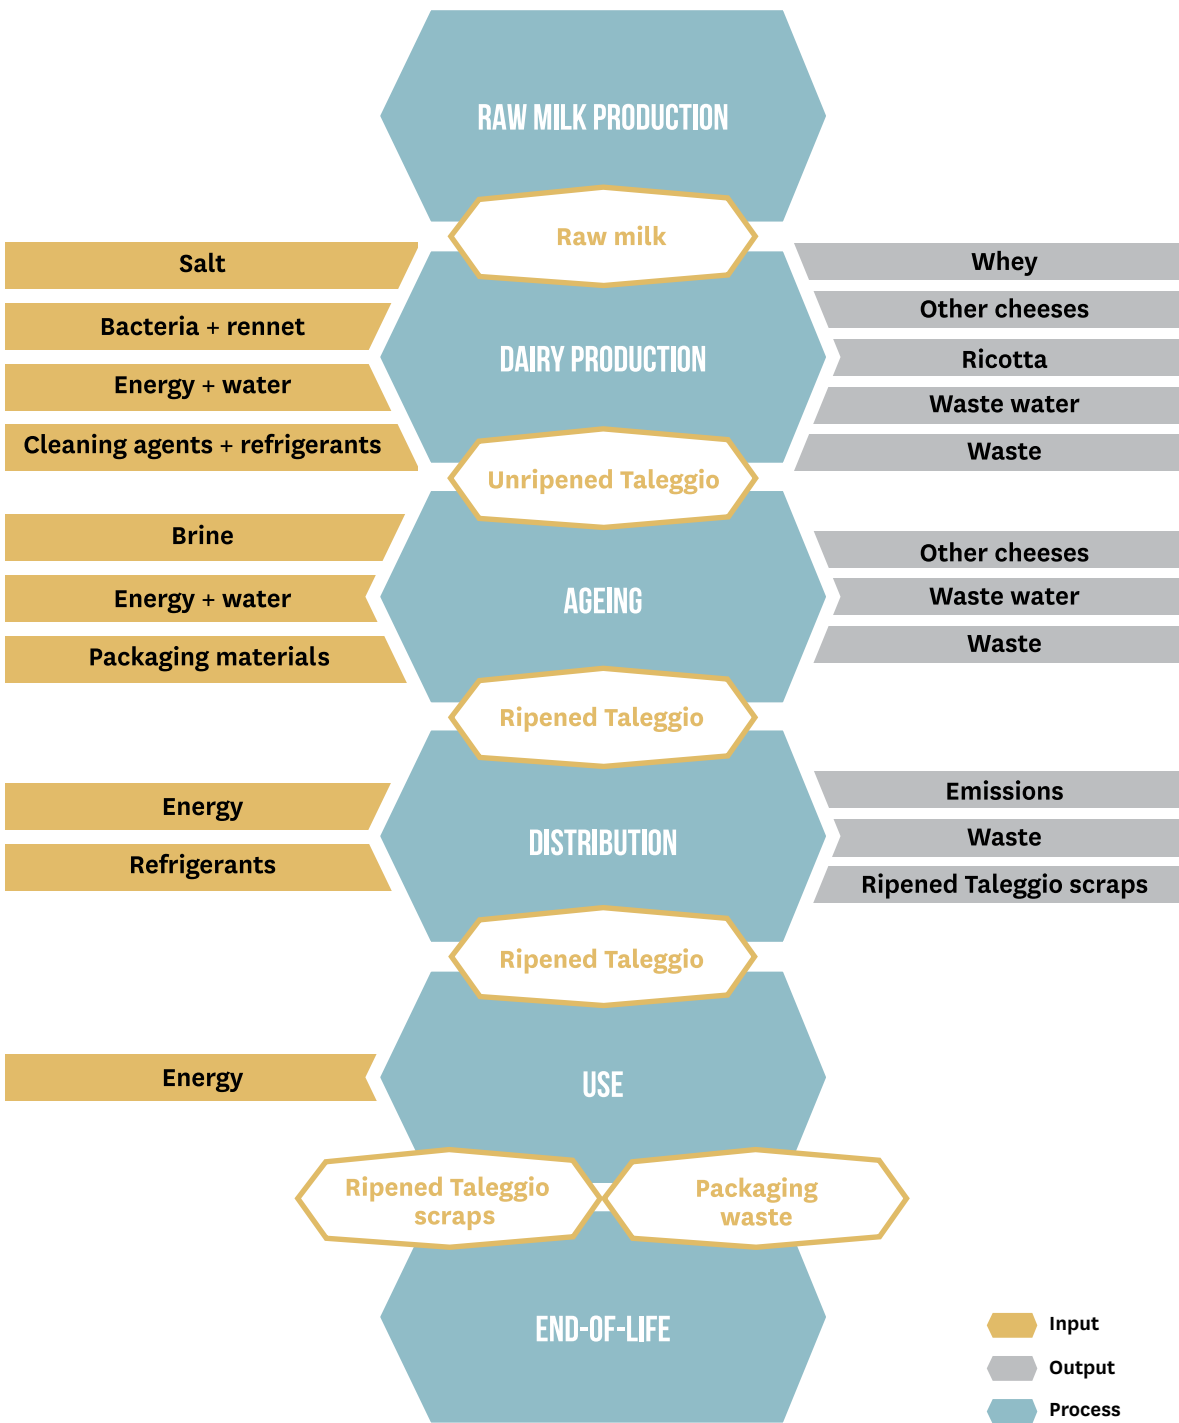 RAW MILK PRODUCTION
Raw milk
Salt
Bacteria + rennet
Energy + water
Cleaning agents + refrigerants
DAIRY PRODUCTION
Whey
Other cheeses
Ricotta
Waste water
Waste
Unripened Taleggio
Brine
Energy + water
Packaging materials
AGEING
Other cheeses
Waste water
Waste
Ripened Taleggio
Energy
Refrigerants
DISTRIBUTION
Emissions
Waste
Ripened Taleggio scraps
Ripened Taleggio
Energy
USE
Ripened Taleggio
scraps
Packaging
waste
END-OF-LIFE
Input
Output
Process